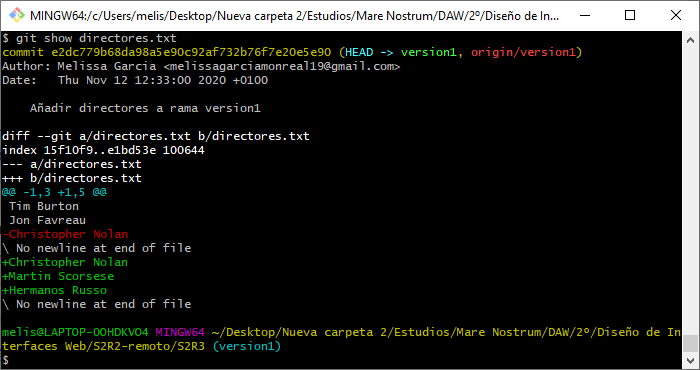 MINGW64:/c/Users/melis/Desktop/Nueva carpeta 2/Estudios/Mare Nostrum/DAW/2º/Diseño de In...
$ git show directores.txt
commit e2dc779b68da98a5e90c92af732b76f7e20e5e90 (HEAD -> version1, origin/version1)
Author: Melissa Garcia <melissagarciamonreal19@gmail.com>
Date:   Thu Nov 12 12:33:00 2020 +0100
    Añadir directores a rama version1
diff --git a/directores.txt b/directores.txt
index 15f10f9..e1bd53e 100644
--- a/directores.txt
+++ b/directores.txt
@@ -1,3 +1,5 @@
 Tim Burton
 Jon Favreau
-Christopher Nolan
\ No newline at end of file
+Christopher Nolan
+Martin Scorsese
+Hermanos Russo
\ No newline at end of file
melis@LAPTOP-OOHDKVO4 MINGW64 ~/Desktop/Nueva carpeta 2/Estudios/Mare Nostrum/DAW/2º/Diseño de In
terfaces Web/S2R2-remoto/S2R3 (version1)
$